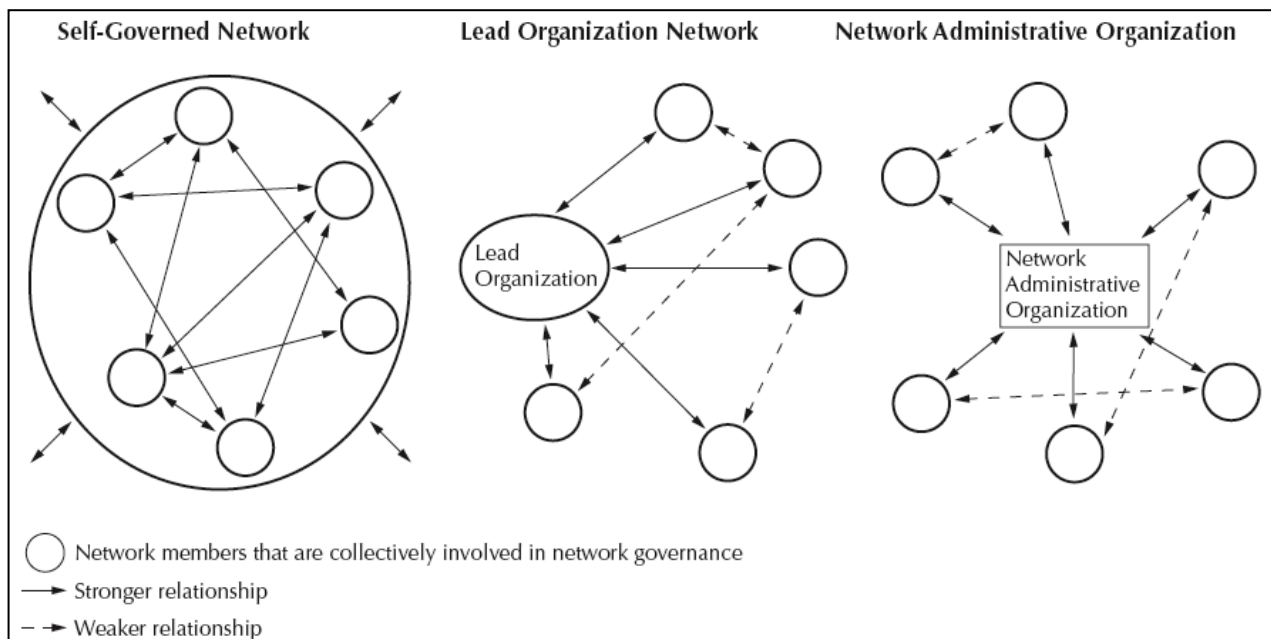 Self-Governed Network
Lead Organization Network
Network Administrative Organization
Lead
Organization
Network
Administrative
Organization
Network members that are collectively involved in network governance
Stronger relationship
Weaker relationship